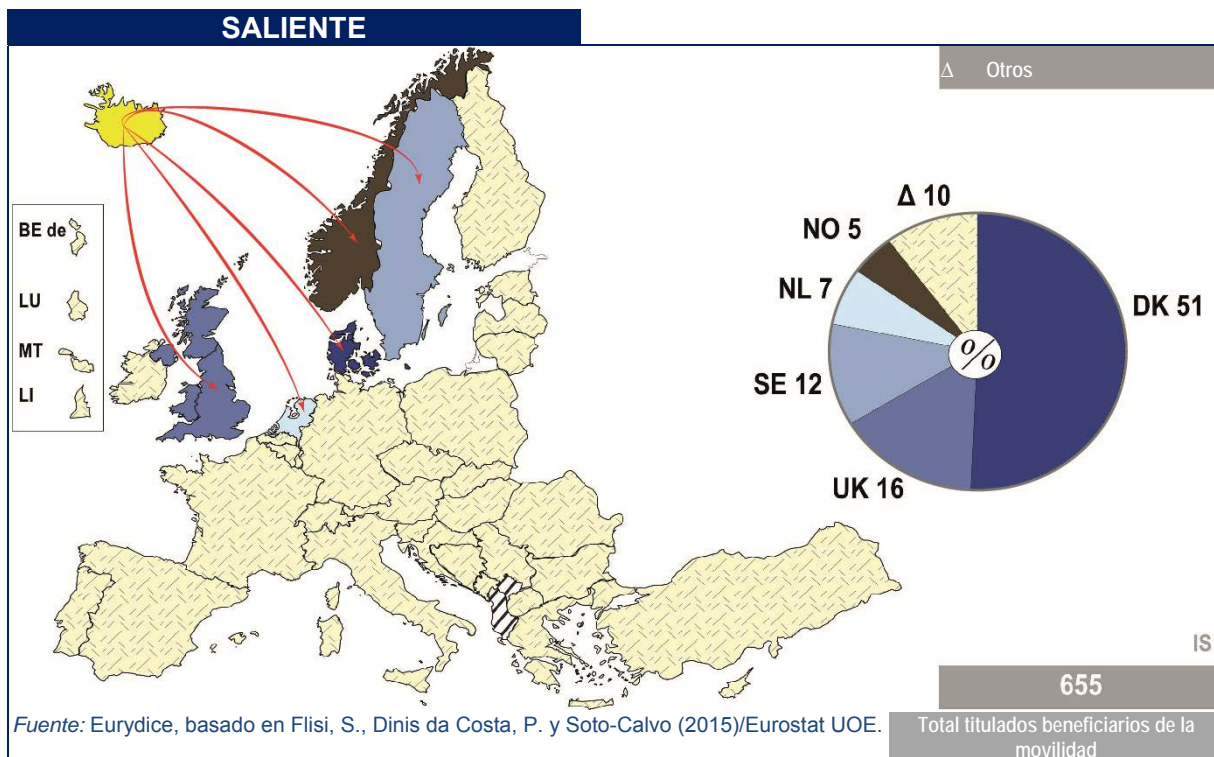 SALIENTE
Δ Otros
BE de
LU
MT
LI
Δ 10
NO 5
NL 7
DK 51
%
SE 12
UK 16
IS
655
Fuente: Eurydice, basado en Flisi, S., Dinis da Costa, P. y Soto-Calvo (2015)/Eurostat UOE.
Total titulados beneficiarios de la
movilidad